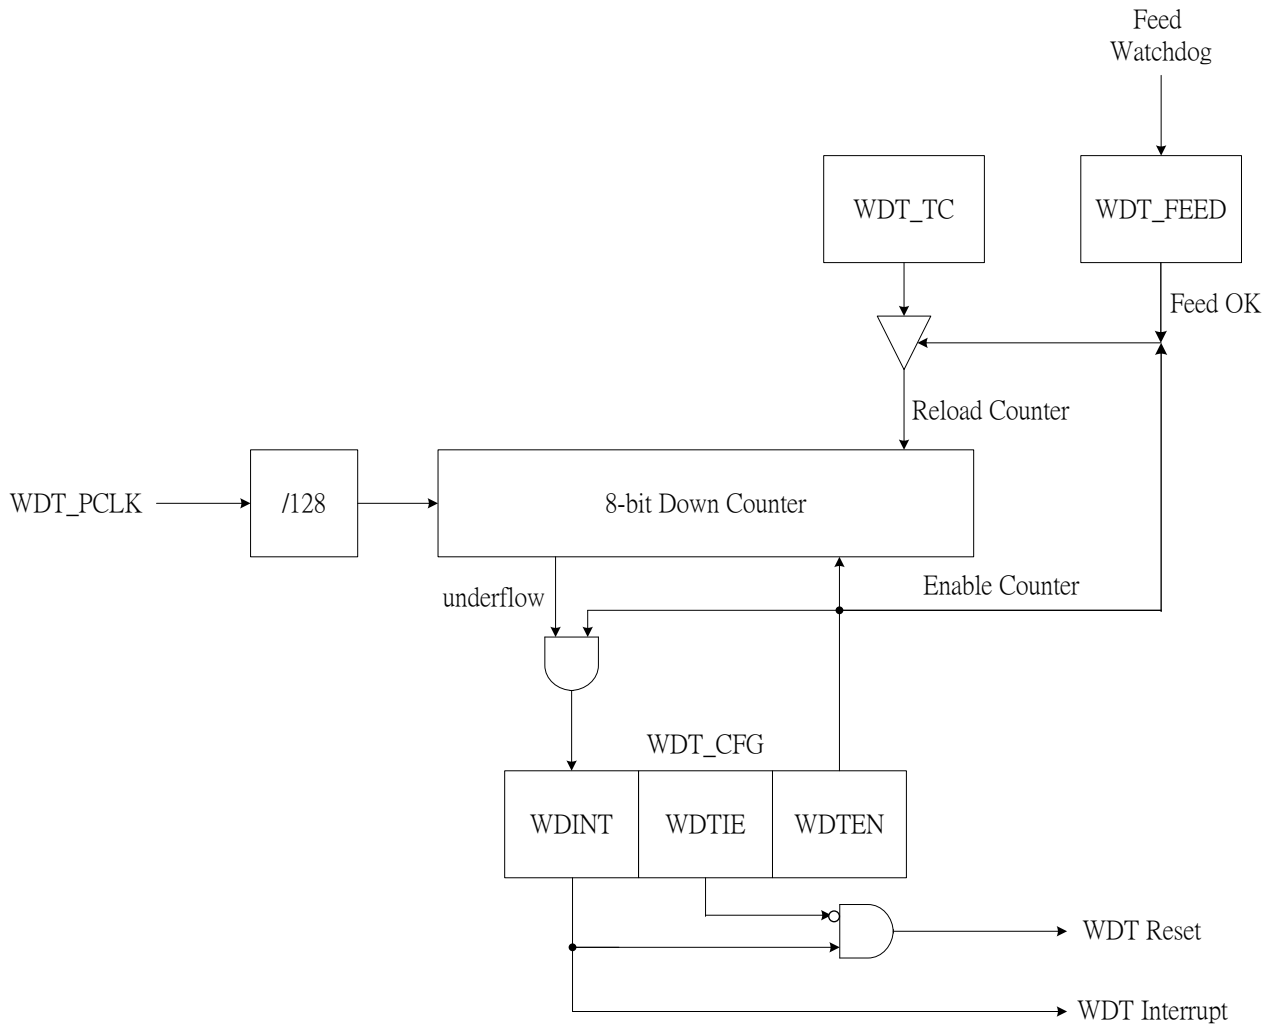 Feed
Watchdog
WDT_TC
WDT_FEED
Feed OK
Reload Counter
WDT_PCLK
/128
8-bit Down Counter
underflow
Enable Counter
WDT_CFG
WDINT
WDTIE
WDTEN
WDT Reset
WDT Interrupt